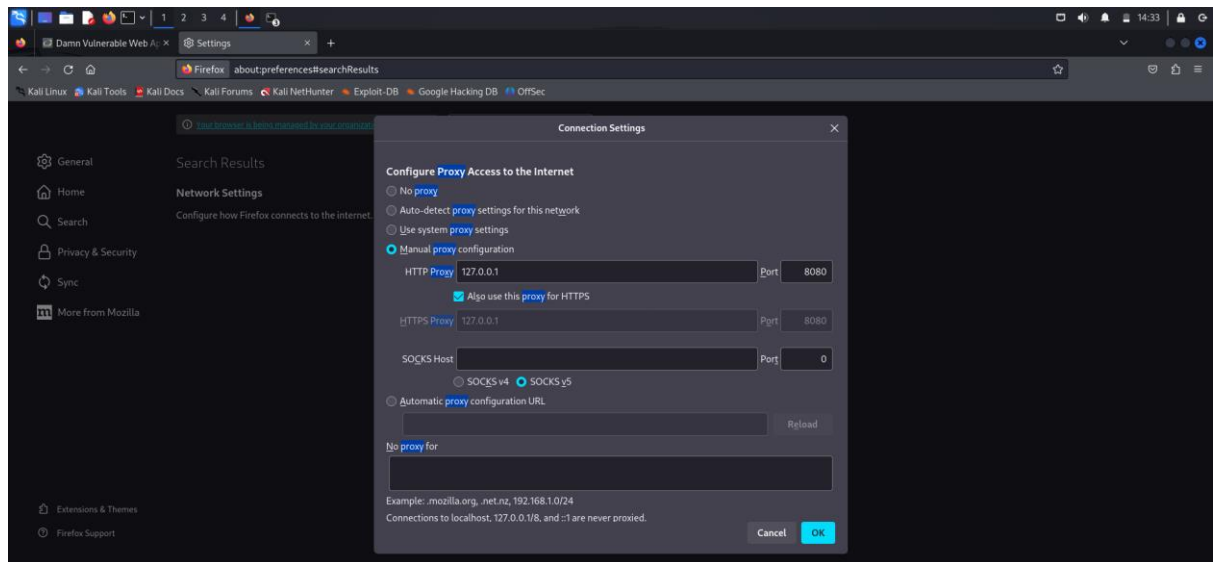 1 2 3 4
14:33
Damn Vulnerable Web Ap
Settings
Firefox about:preferences#searchResults
Kali Linux Kali Tools Kali Docs Kali Forums Kali NetHunter Exploit-DB Google Hacking DB OffSec
Your browser is being managed by your organizati
General
Home
Search
Privacy & Security
Sync
More from Mozilla
Extensions & Themes
Firefox Support
Search Results
Network Settings
Configure how Firefox connects to the internet.
Connection Settings
Configure Proxy Access to the Internet
No proxy
Auto-detect proxy settings for this network
Use system proxy settings
Manual proxy configuration
HTTP Proxy 127.0.0.1 Port 8080
Also use this proxy for HTTPS
HTTPS Proxy 127.0.0.1 Port 8080
SOCKS Host Port 0
SOCKS v4 SOCKS v5
Automatic proxy configuration URL
Reload
No proxy for
Example: .mozilla.org, .net.nz, 192.168.1.0/24
Connections to localhost, 127.0.0.1/8, and ::1 are never proxied.
Cancel OK